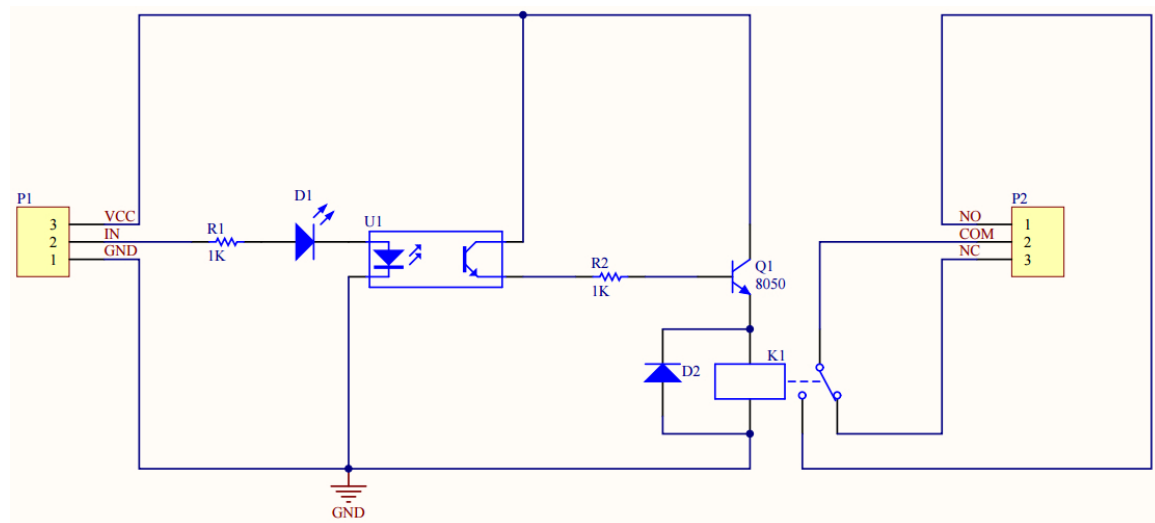 P1
3 VCC
2 IN
1 GND
R1
1K
D1
U1
R2
1K
Q1
8050
D2
K1
P2
NO 1
COM 2
NC 3
GND